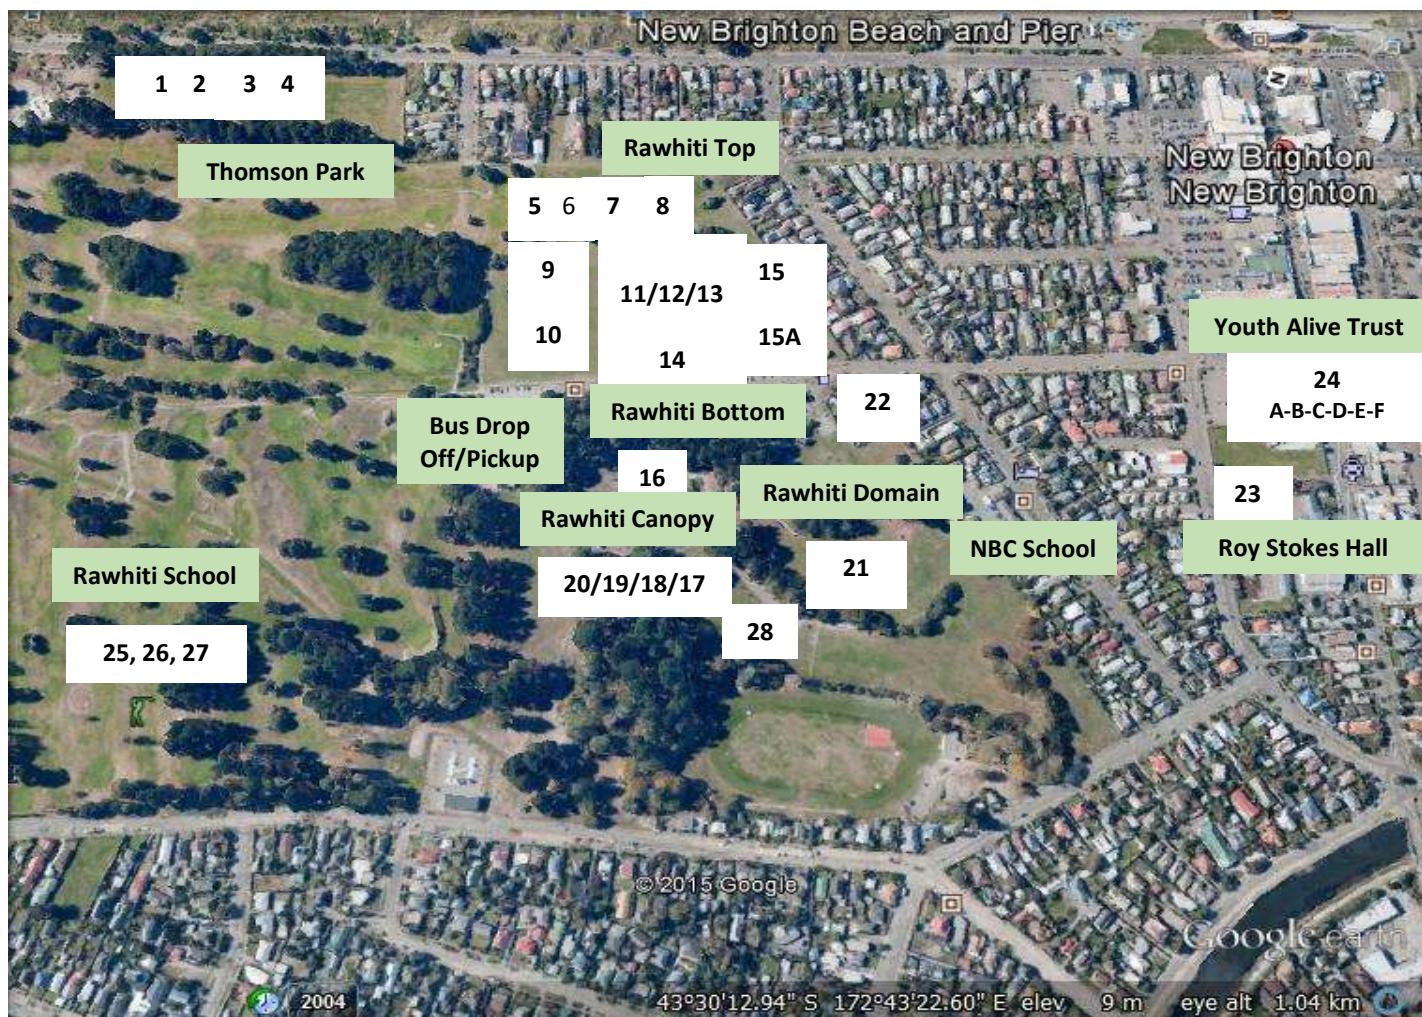 New Brighton Beach and Pier
1 2 3 4
N
Rawhiti Top
Thomson Park
New Brighton
New Brighton
5 6 7 8
9
11/12/13
15
10
14
15A
Youth Alive Trust
24
A-B-C-D-E-F
22
Rawhiti Bottom
Bus Drop
Off/Pickup
16
Rawhiti Domain
23
Rawhiti Canopy
NBC School
Roy Stokes Hall
Rawhiti School
20/19/18/17
21
28
25, 26, 27
© 2015 Google
Google earth
2004
43°30'12.94" S 172°43'22.60" E elev 9 m eye alt 1.04 km